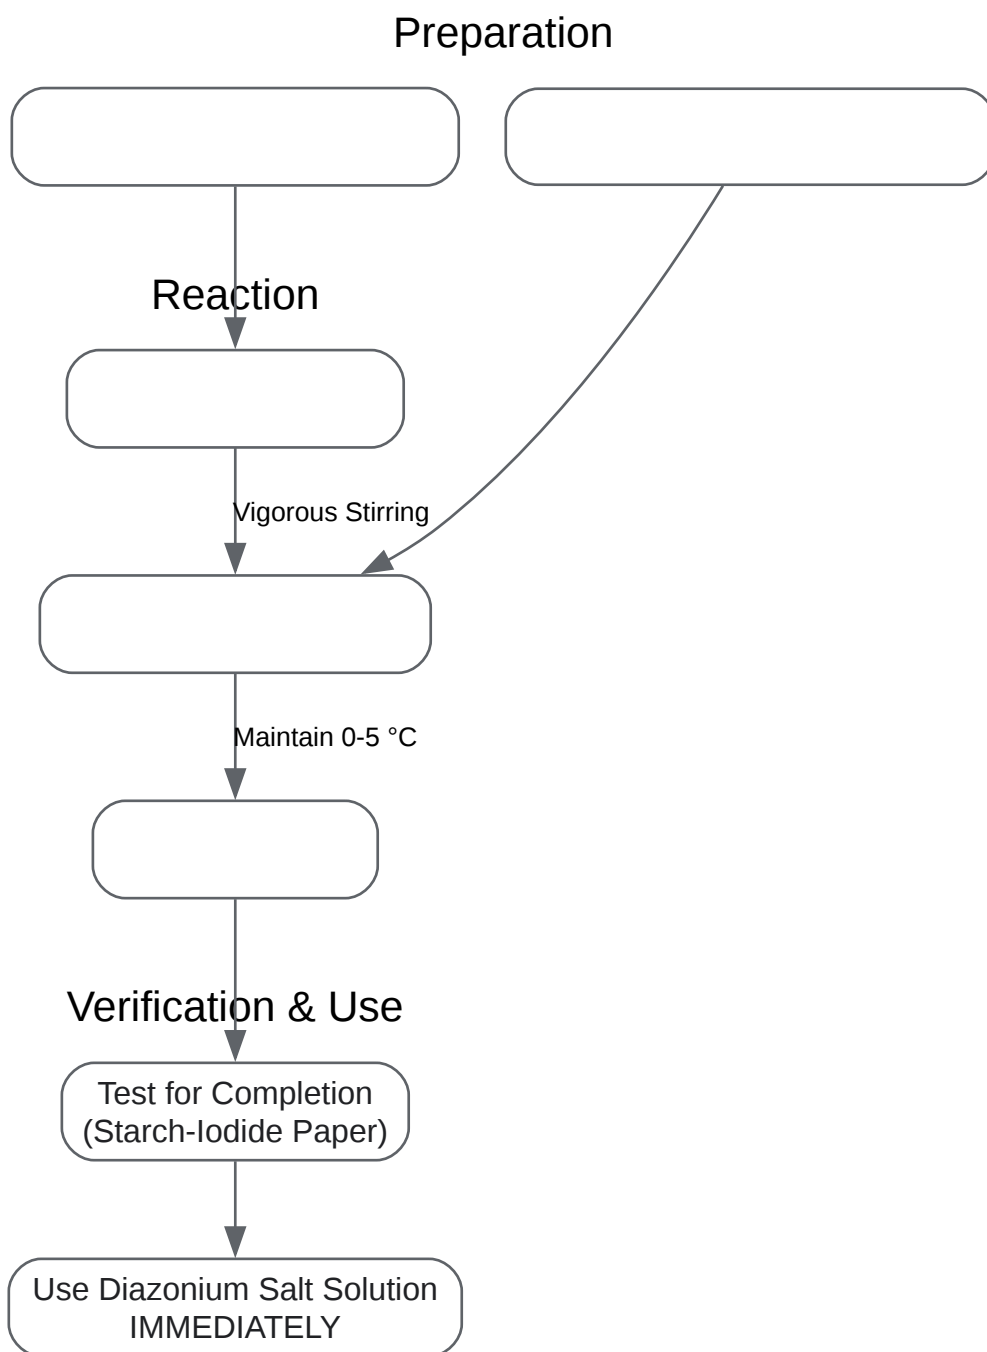 Preparation
Reaction
Vigorous Stirring
Maintain 0-5 °C
Verification & Use
Test for Completion
(Starch-Iodide Paper)
Use Diazonium Salt Solution
IMMEDIATELY